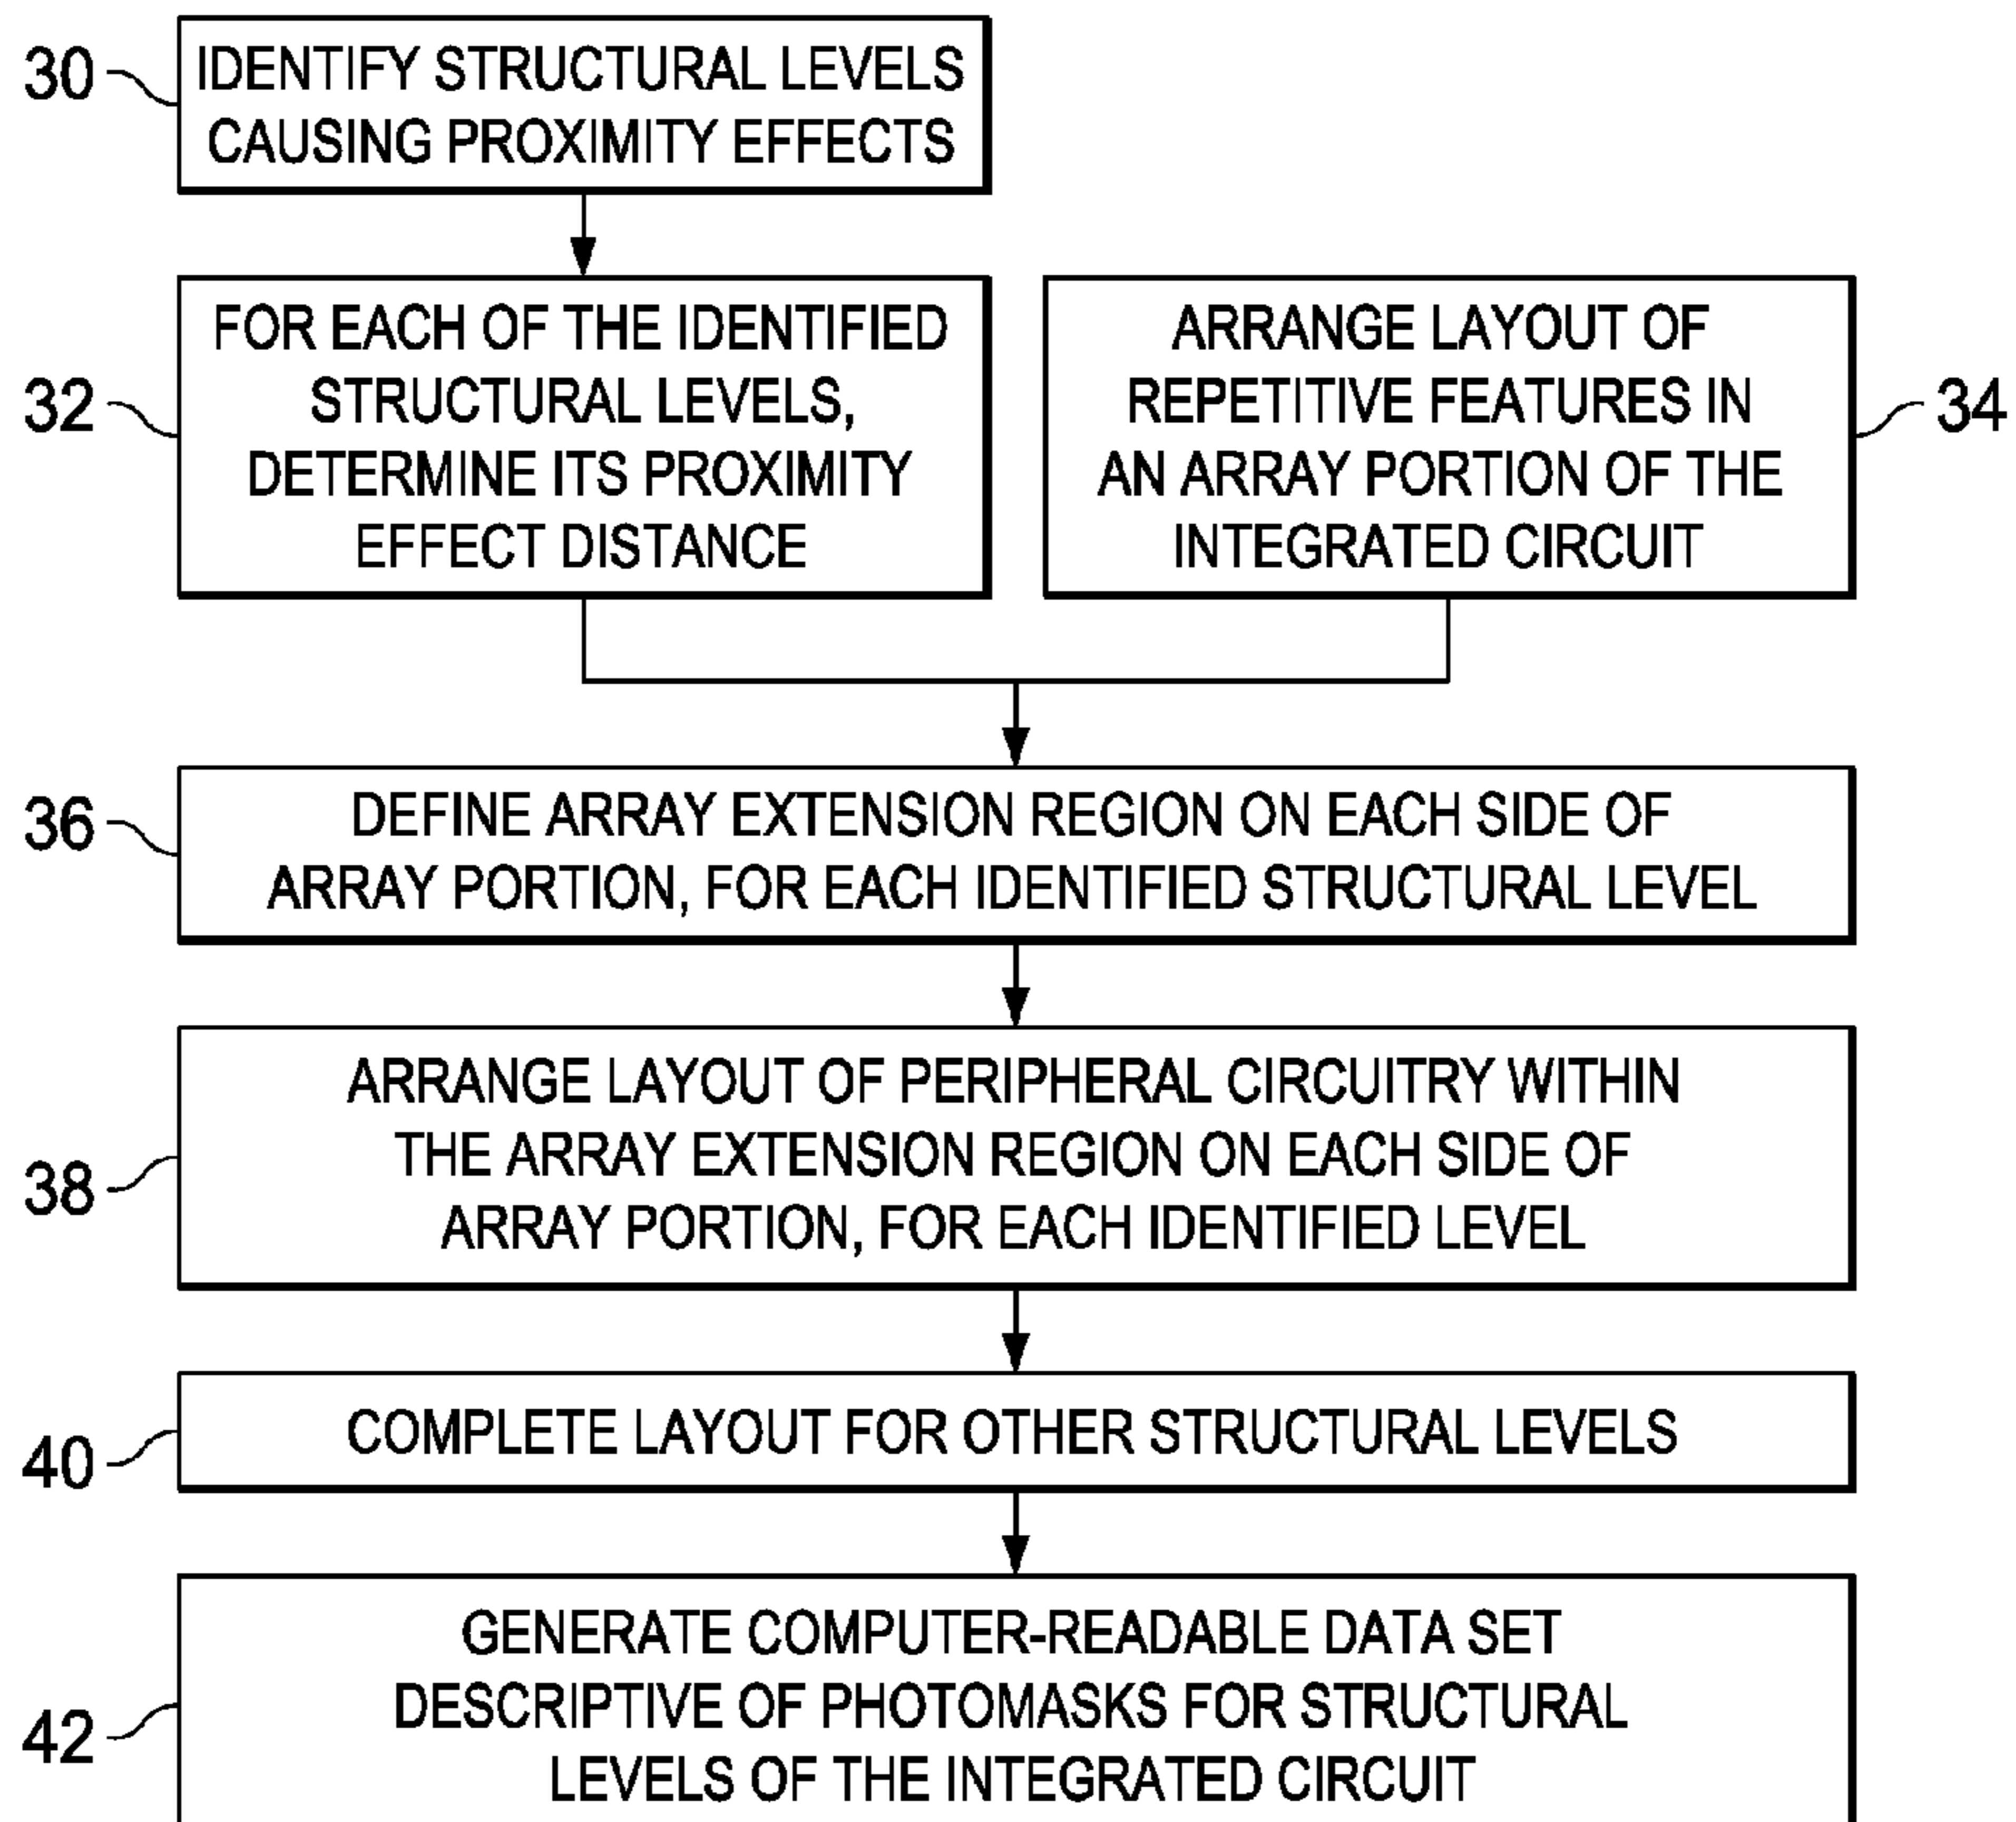 30
IDENTIFY STRUCTURAL LEVELS
CAUSING PROXIMITY EFFECTS
32
FOR EACH OF THE IDENTIFIED
STRUCTURAL LEVELS,
DETERMINE ITS PROXIMITY
EFFECT DISTANCE
ARRANGE LAYOUT OF
REPETITIVE FEATURES IN
AN ARRAY PORTION OF THE
INTEGRATED CIRCUIT
34
36
DEFINE ARRAY EXTENSION REGION ON EACH SIDE OF
ARRAY PORTION, FOR EACH IDENTIFIED STRUCTURAL LEVEL
38
ARRANGE LAYOUT OF PERIPHERAL CIRCUITRY WITHIN
THE ARRAY EXTENSION REGION ON EACH SIDE OF
ARRAY PORTION, FOR EACH IDENTIFIED LEVEL
40
COMPLETE LAYOUT FOR OTHER STRUCTURAL LEVELS
42
GENERATE COMPUTER-READABLE DATA SET
DESCRIPTIVE OF PHOTOMASKS FOR STRUCTURAL
LEVELS OF THE INTEGRATED CIRCUIT